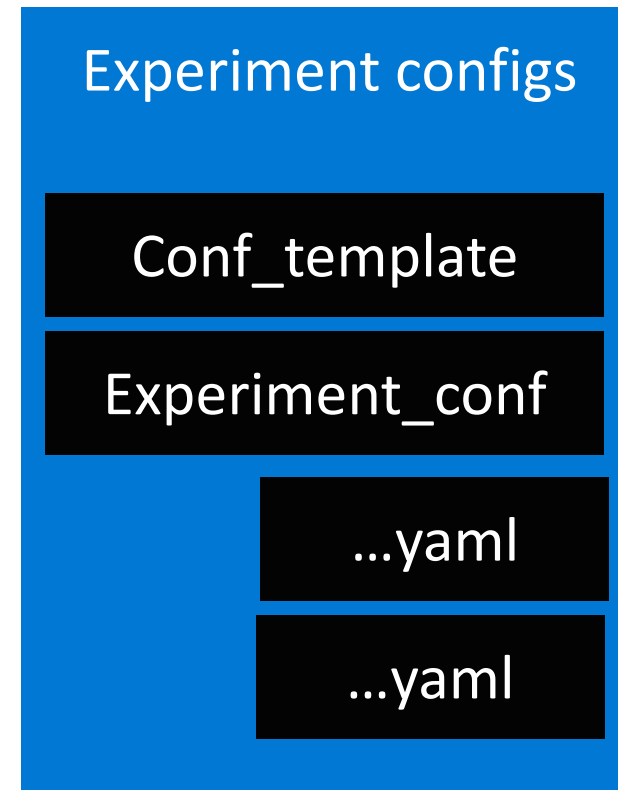 Experiment configs
Conf_template
Experiment_conf
…yaml
…yaml